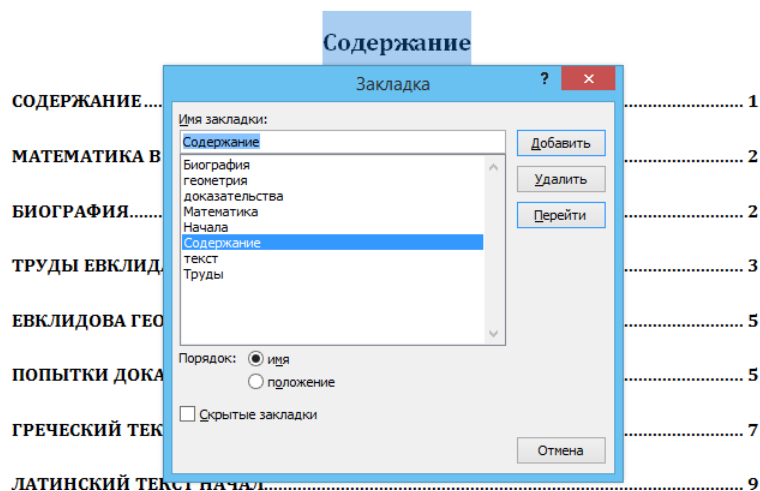 Содержание
Закладка ?
СОДЕРЖАНИЕ.... 1
Имя закладки:
Содержание Добавить
МАТЕМАТИКА В 2
Биография
геометрия Удалить
доказательства
Математика
БИОГРАФИЯ....... 2
Начала Перейти
Содержание
текст
ТРУДЫ ЕВКЛИДА 3
Труды
ЕВКЛИДОВА ГЕО 5
Порядок: имя
ПОПЫТКИ ДОКА 5
положение
Скрытые закладки
ГРЕЧЕСКИЙ ТЕК 7
Отмена
ЛАТИНСКИЙ ТЕКСТ НАЧАЛ 9